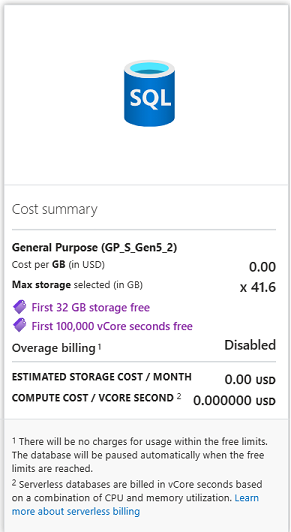 SQL
Cost summary
General Purpose (GP_S_Gen5_2)
Cost per GB (in USD) 0.00
Max storage selected (in GB) x 41.6
First 32 GB storage free
First 100,000 vCore seconds free
Overage billing 1 Disabled
ESTIMATED STORAGE COST / MONTH 0.00 USD
COMPUTE COST / VCORE SECOND 2 0.000000 USD
1 There will be no charges for usage within the free limits.
The database will be paused automatically when the free
limits are reached.
2 Serverless databases are billed in vCore seconds based
on a combination of CPU and memory utilization. Learn
more about serverless billing